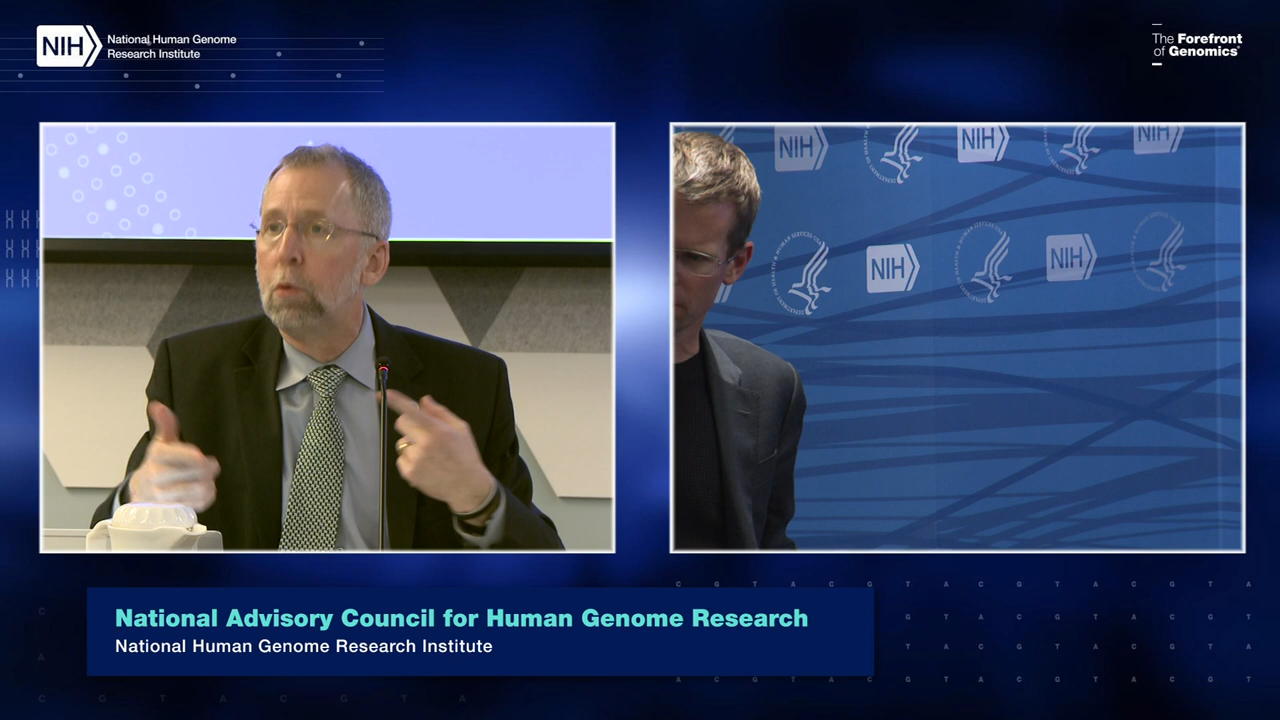 NIH
National Human Genome
Research Institute
The Forefront
of Genomics®
NIH
NIH
NIH
NIH
NIH
National Advisory Council for Human Genome Research
National Human Genome Research Institute
C G T A C G T A C G T A C G T A
G T A C G T A C G T
T A C G T A C G T A
A C G T A C G T A C G T A C G T
C
A
C G T A C G T A